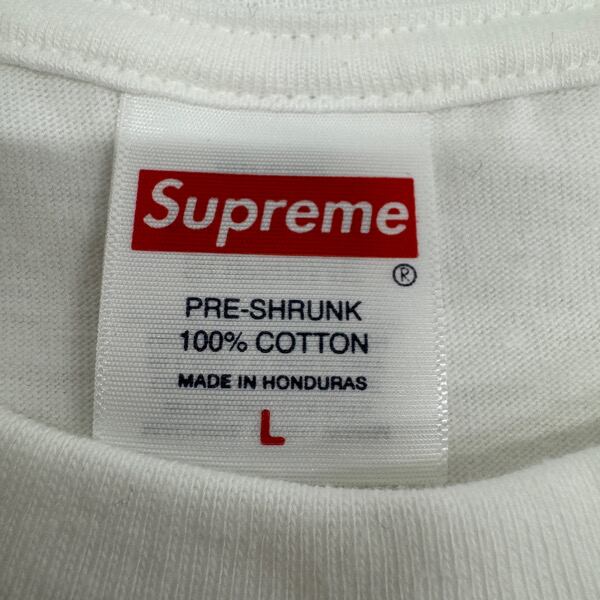 Supreme
®
PRE-SHRUNK
100% COTTON
MADE IN HONDURAS
L